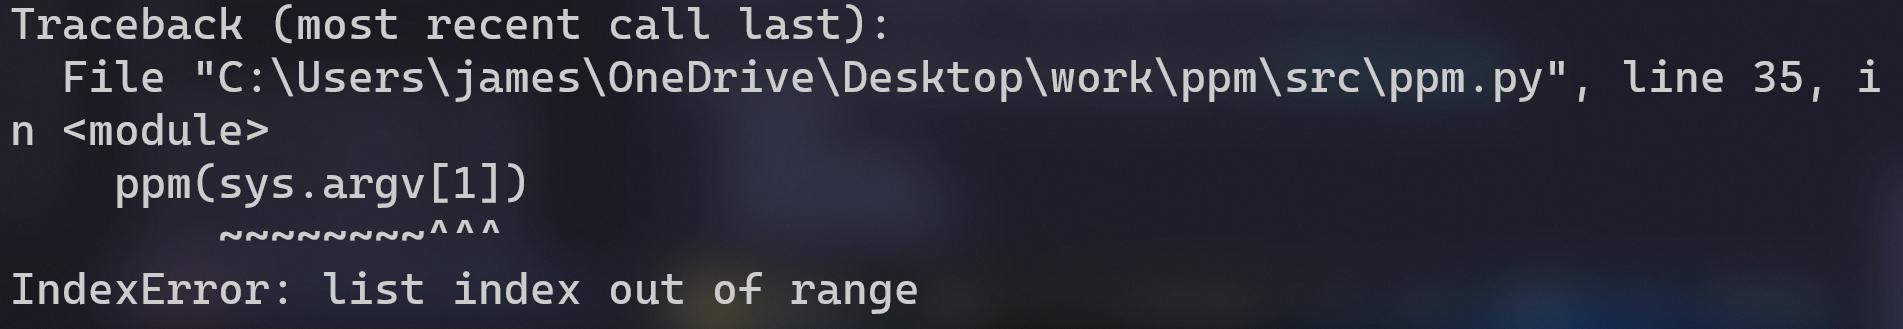 Traceback (most recent call last):
  File "C:\Users\james\OneDrive\Desktop\work\ppm\src\ppm.py", line 35, i
n <module>
    ppm(sys.argv[1])
        ~~~~~~~~^^^
IndexError: list index out of range